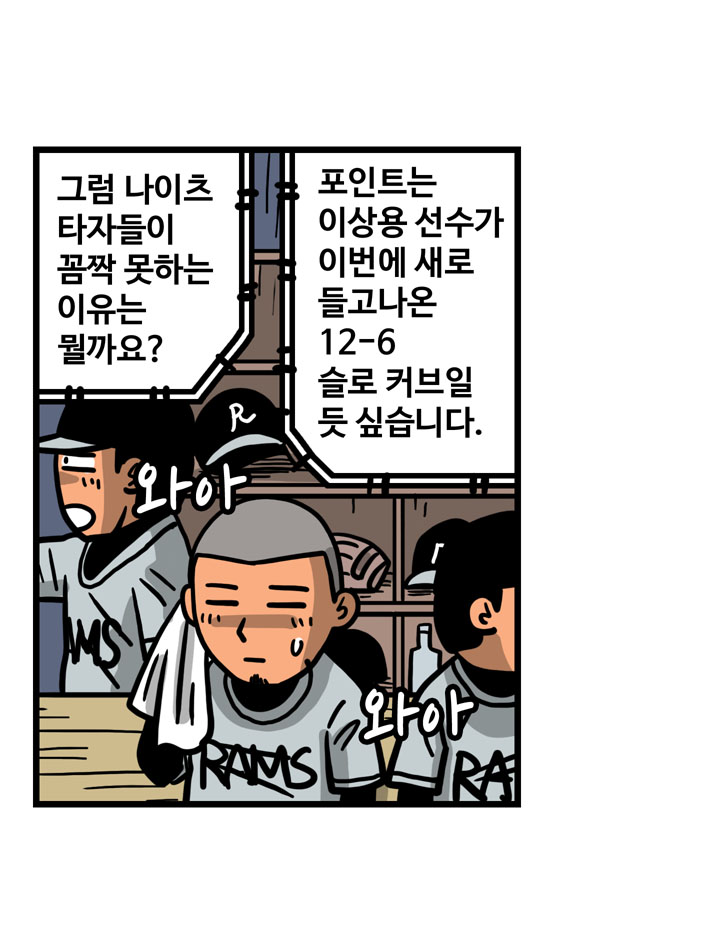 그럼 나이츠
타자들이
꼼짝 못하는
이유는
뭘까요?
포인트는
이상용 선수가
이번에 새로
들고나온
12-6
슬로 커브일
듯 싶습니다.
R
와아
와아
AMS
RAMS
RA